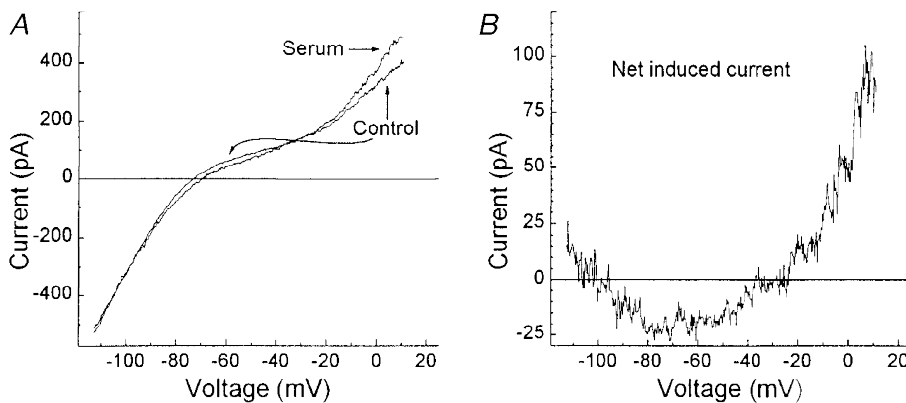 A
Serum
Control
Current (pA)
400
200
0
-200
-400
-100
-80
-60
-40
-20
0
20
Voltage (mV)
B
Net induced current
Current (pA)
100
75
50
25
0
-25
-100
-80
-60
-40
-20
0
20
Voltage (mV)